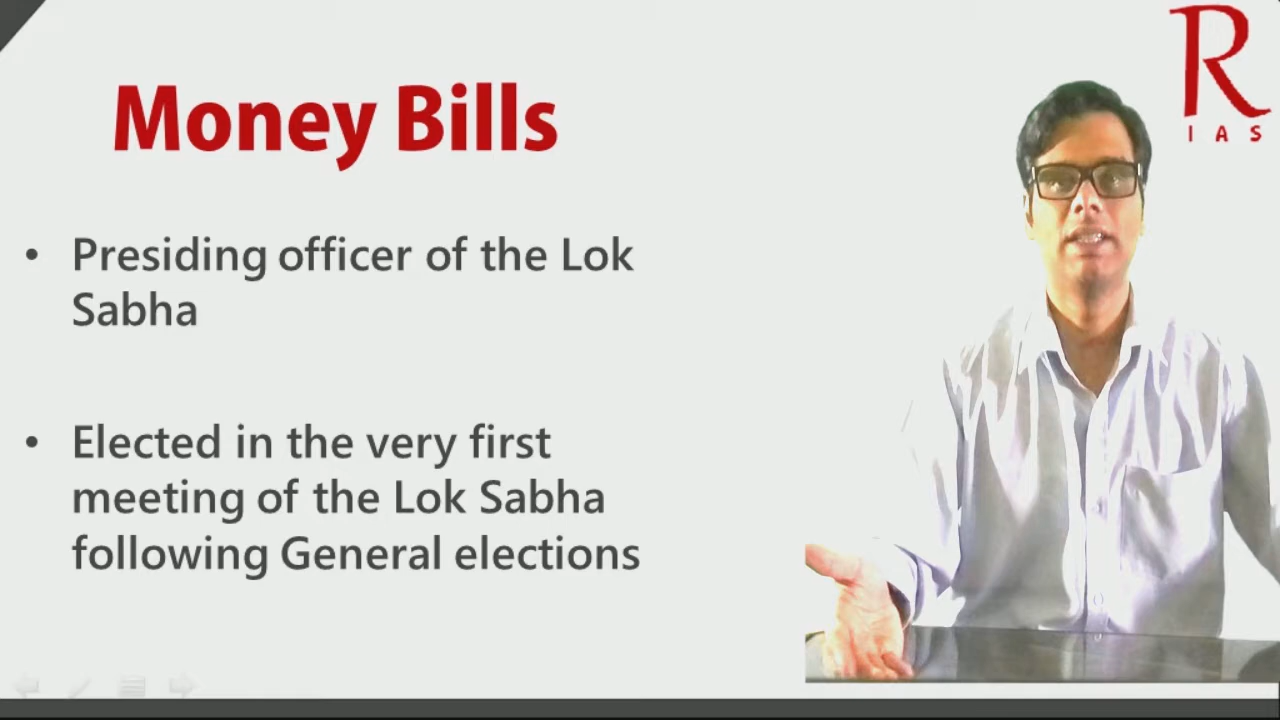 R
IAS
Money Bills
• Presiding officer of the Lok
Sabha
• Elected in the very first
meeting of the Lok Sabha
following General elections